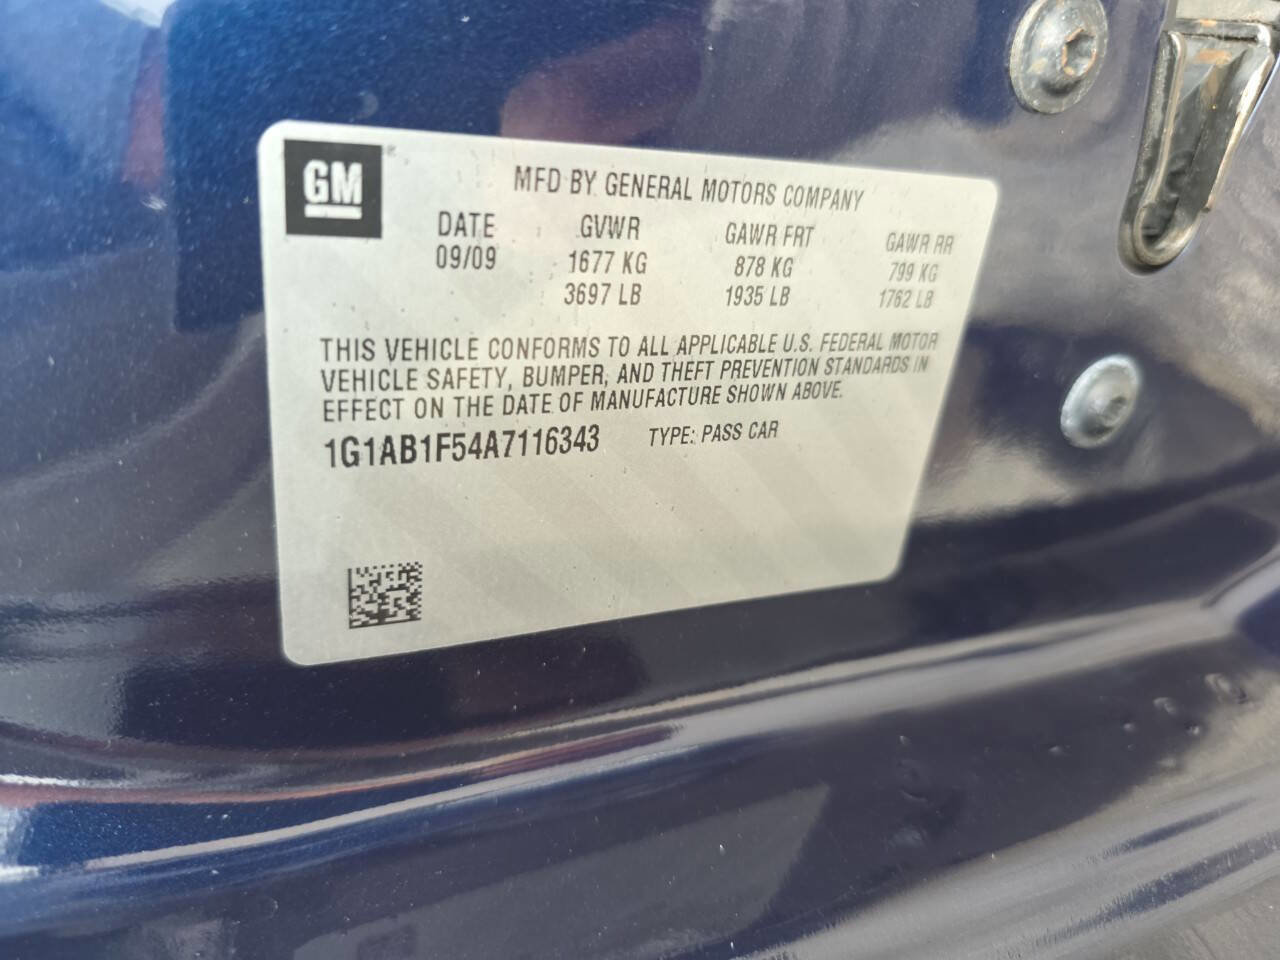 GM
MFD BY GENERAL MOTORS COMPANY
DATE GVWR GAWR FRT GAWR RR
09/09 1677 KG 878 KG 799 KG
3697 LB 1935 LB 1762 LB
THIS VEHICLE CONFORMS TO ALL APPLICABLE U.S. FEDERAL MOTOR
VEHICLE SAFETY, BUMPER, AND THEFT PREVENTION STANDARDS IN
EFFECT ON THE DATE OF MANUFACTURE SHOWN ABOVE.
1G1AB1F54A7116343 TYPE: PASS CAR